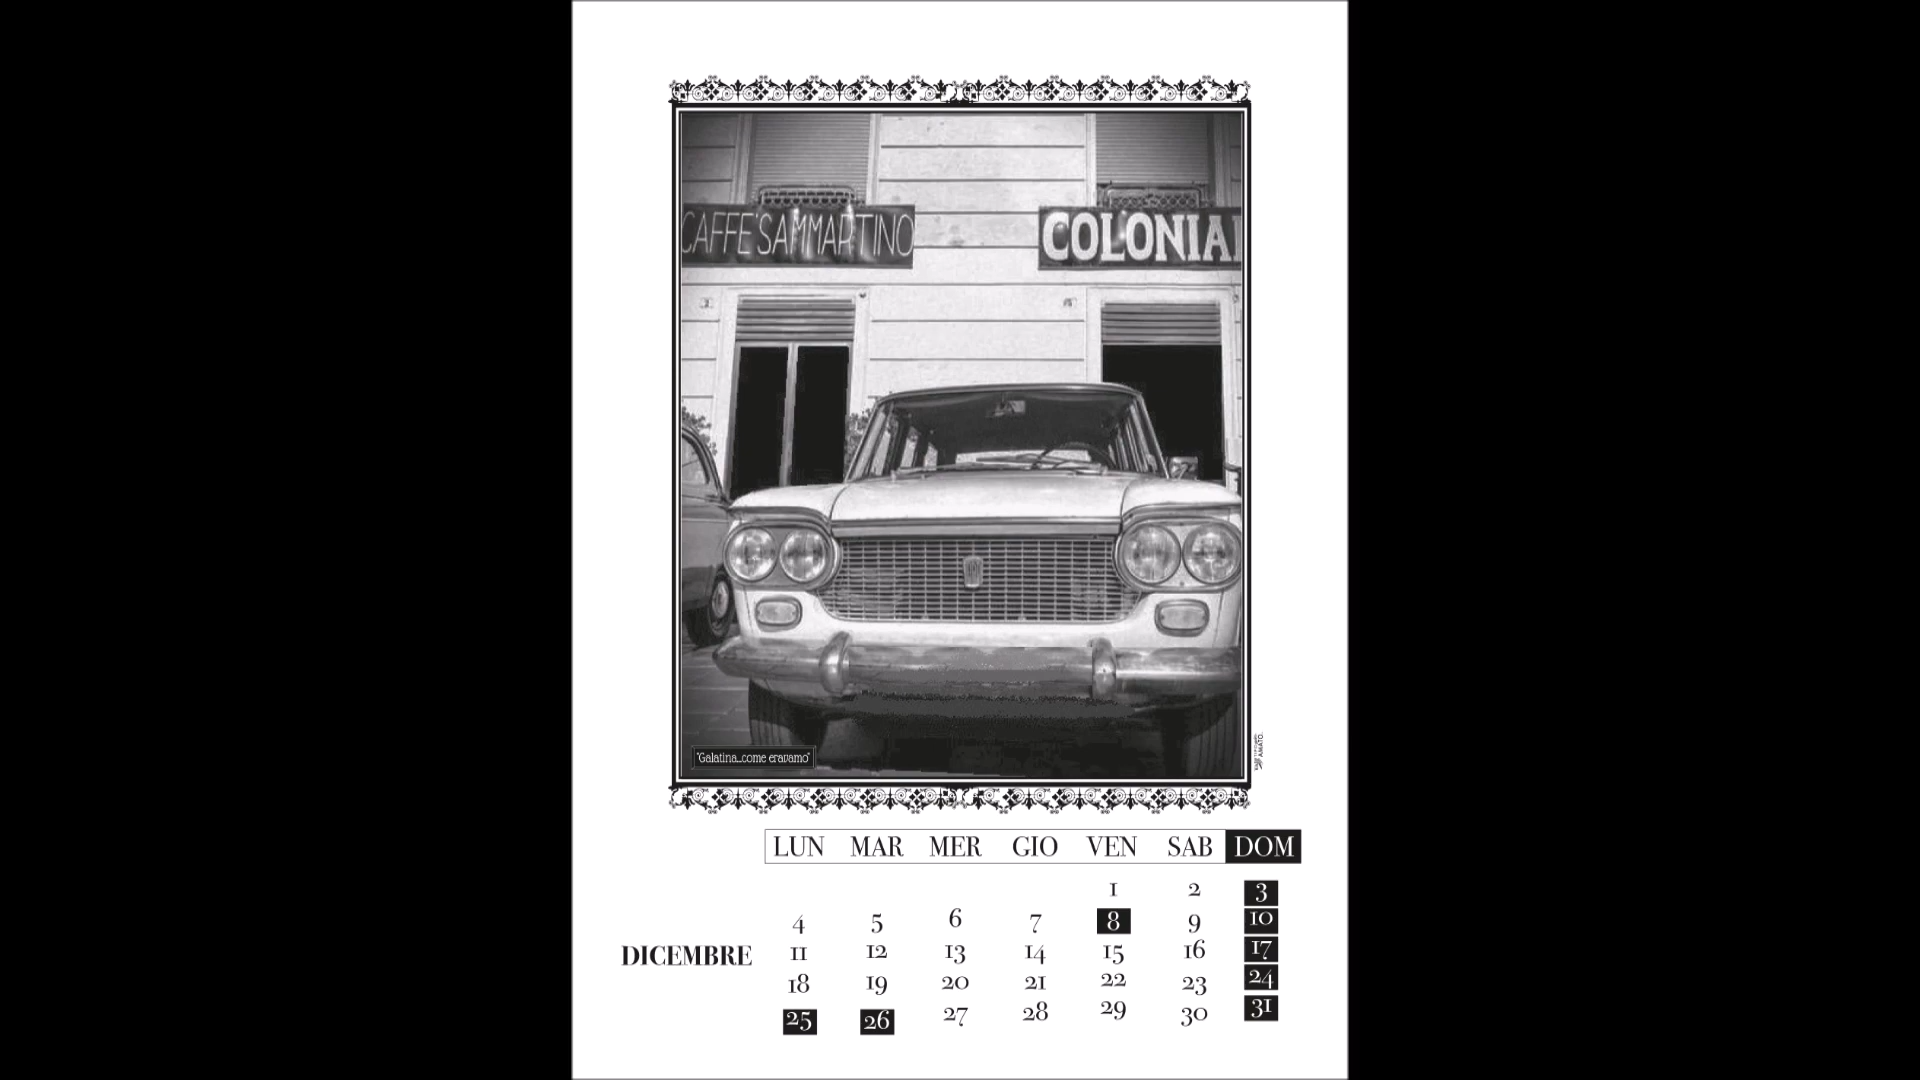 CAFFE'SAMMARTINO
COLONIA
"Galatina...come eravamo"
AMATO.
LUN MAR MER GIO VEN SAB DOM
1 2 3
4 5 6 7 8 9 10
DICEMBRE
11 12 13 14 15 16 17
18 19 20 21 22 23 24
25 26 27 28 29 30 31